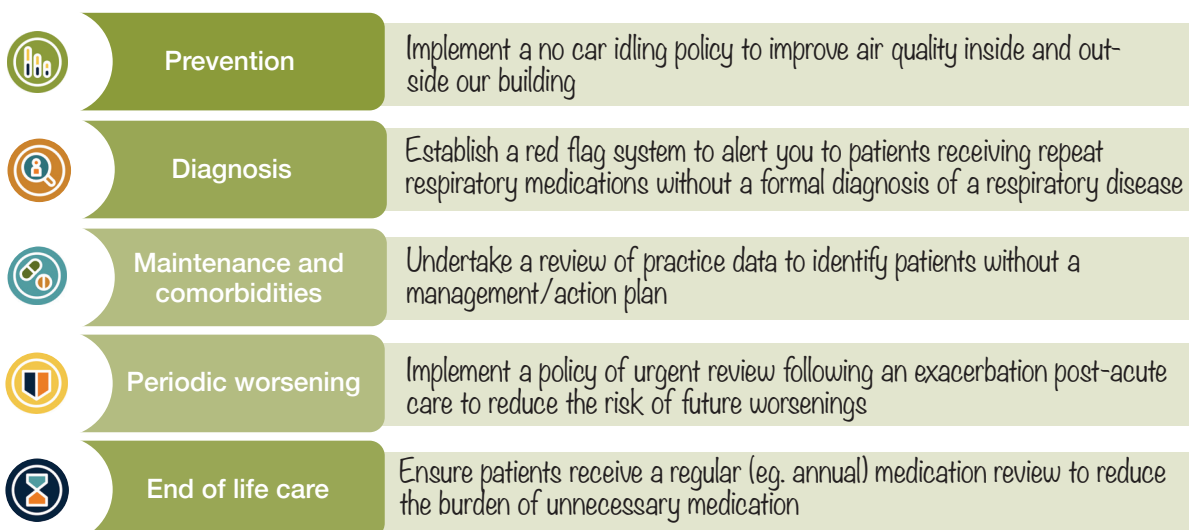 Prevention
Implement a no car idling policy to improve air quality inside and out-
side our building
Diagnosis
Establish a red flag system to alert you to patients receiving repeat
respiratory medications without a formal diagnosis of a respiratory disease
Maintenance and
comorbidities
Undertake a review of practice data to identify patients without a
management/action plan
Periodic worsening
Implement a policy of urgent review following an exacerbation post-acute
care to reduce the risk of future worsenings
End of life care
Ensure patients receive a regular (eg. annual) medication review to reduce
the burden of unnecessary medication